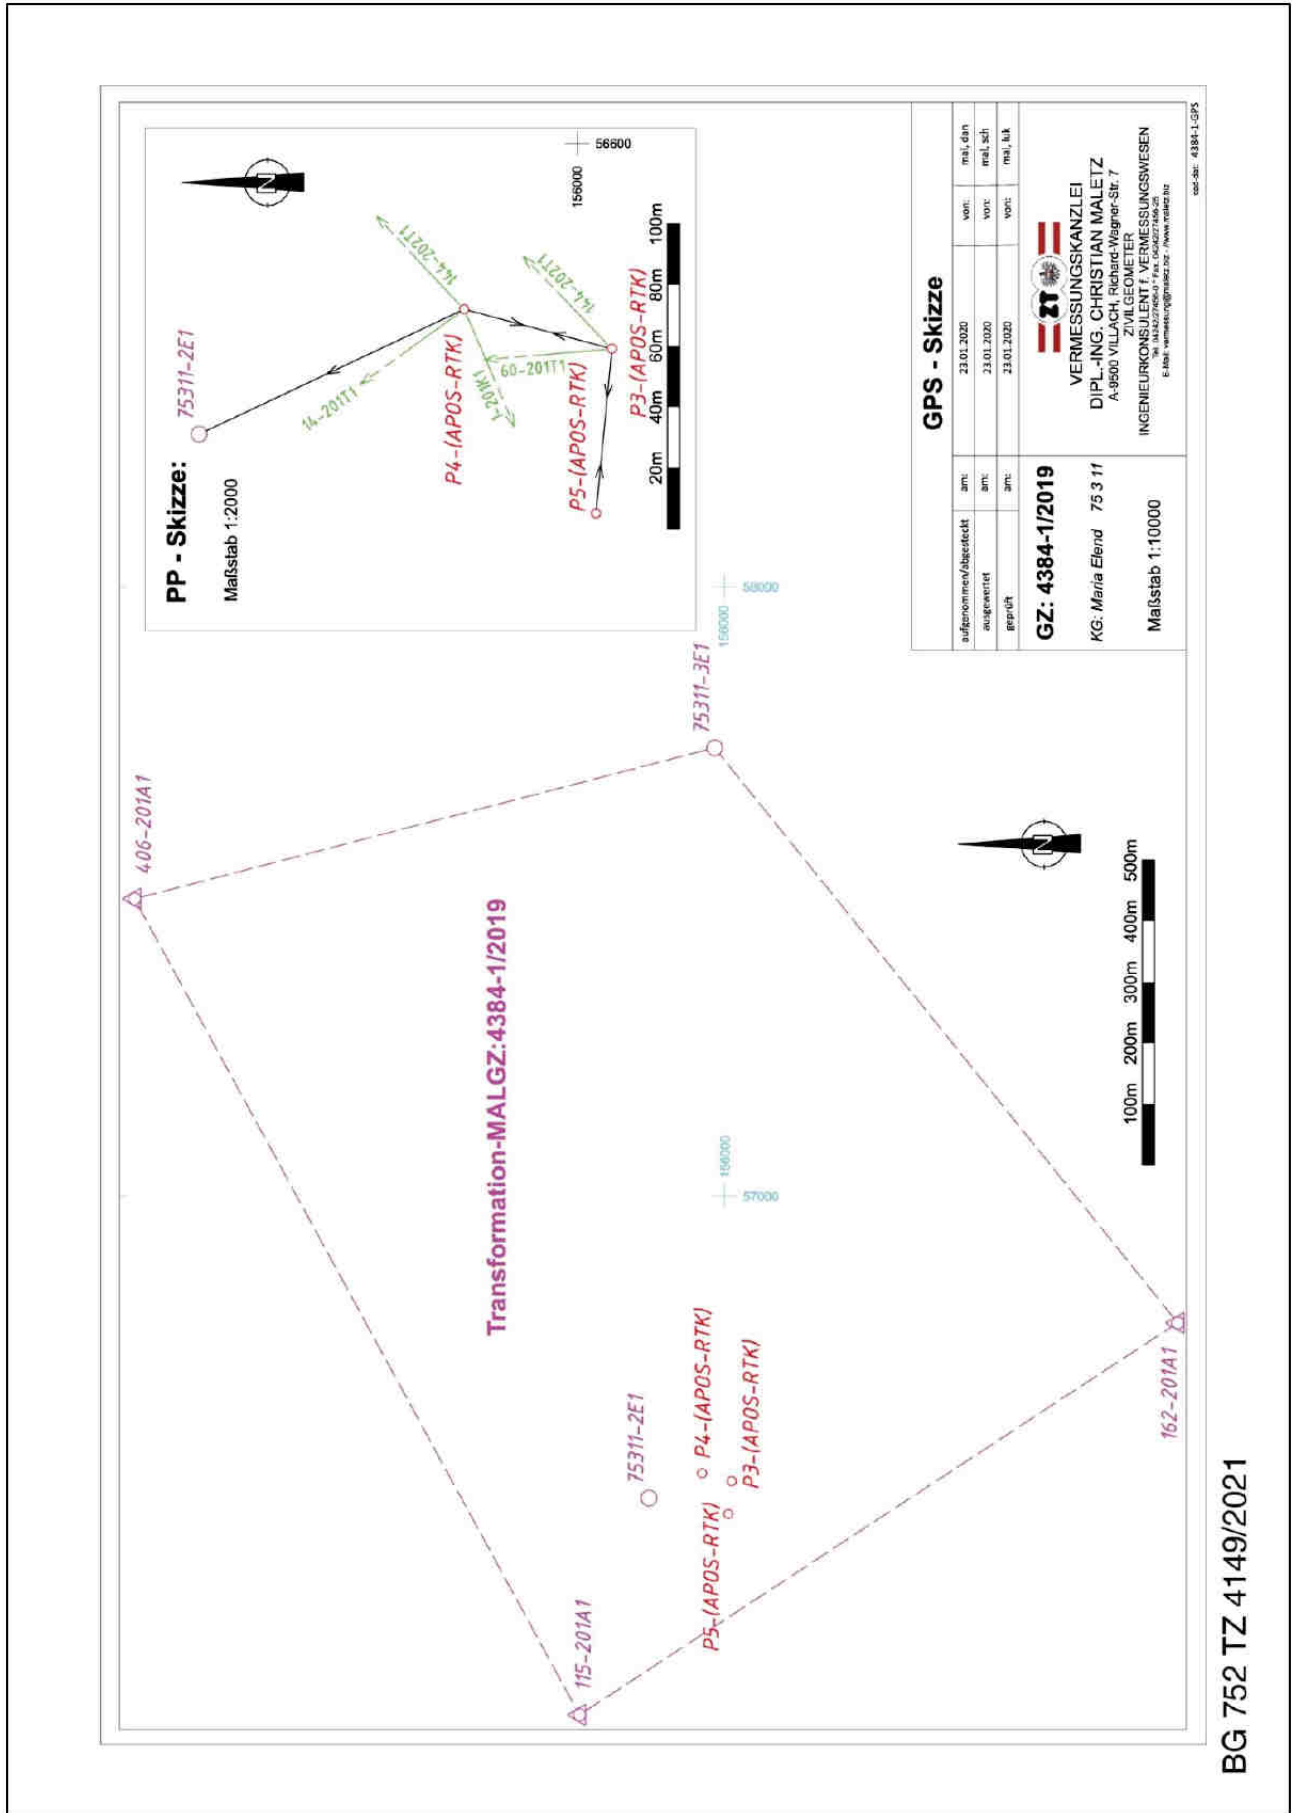 PP - Skizze:
Maßstab 1:2000
75311-2E1
14-201T1
144-202T1
P4-(APOS-RTK)
1-201K1
60-201T1
144-202T1
P5-(APOS-RTK)
P3-(APOS-RTK)
N
156000
56600
20m 40m 60m 80m 100m
406-201A1
75311-3E1
156000
58000
Transformation-MALGZ:4384-1/2019
115-201A1
75311-2E1
P4-(APOS-RTK)
P5-(APOS-RTK)
P3-(APOS-RTK)
156000
57000
162-201A1
N
100m 200m 300m 400m 500m
GPS - Skizze
aufgenommen/abgesteckt am: 23.01.2020 von: mal, dan
ausgewertet am: 23.01.2020 von: mal, sch
geprüft am: 23.01.2020 von: mal, luk
GZ: 4384-1/2019
KG: Maria Elend 75 3 11
Maßstab 1:10000
ZT
VERMESSUNGSKANZLEI
DIPL.-ING. CHRISTIAN MALETZ
A-9500 VILLACH, Richard-Wagner-Str. 7
ZIVILGEOMETER
INGENIEURKONSULENT f. VERMESSUNGSWESEN
4384-1-GPS
BG 752 TZ 4149/2021